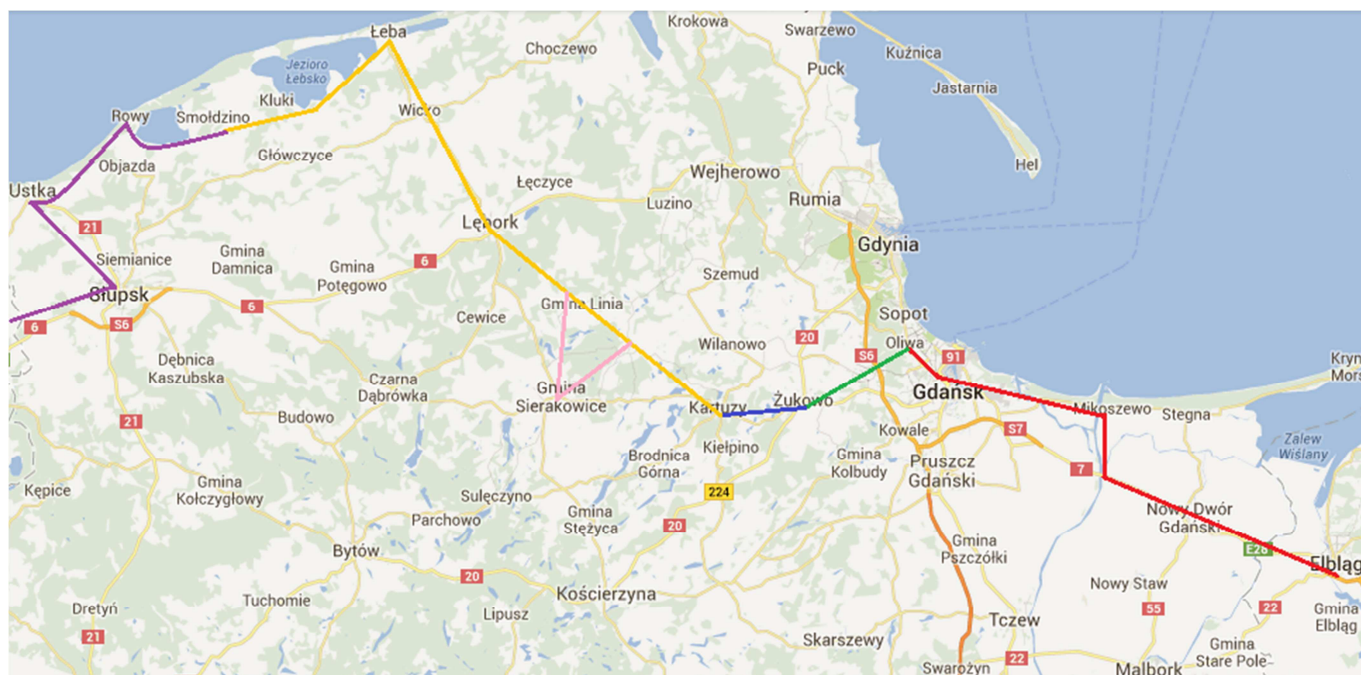 Krokowa
Swarzewo
Łeba
Choczewo
Kuźnica
Puck
Jezioro
Łebsko
Jastarnia
Kluki
Wicko
Rowy
Smołdzino
Główczyce
Objazda
Hel
Wejherowo
Łęczyce
Ustka
Luzino
Rumia
21
Lębork
Gdynia
Siemianice
Gmina
Damnica
6
Gmina
Potęgowo
Szemud
Słupsk
6
Gmina Linia
Sopot
6
S6
Cewice
20
Wilanowo
Oliwa
S6
91
Dębnica
Kaszubska
Czarna
Dąbrówka
Gmina
Sierakowice
Kartuzy
Żukowo
Gdańsk
Mikoszewo
Stegna
Budowo
21
Kowale
S7
Kiełpino
Zalew
Wiślany
Brodnica
Górna
Gmina
Kolbudy
Pruszcz
Gdański
7
Kępice
Gmina
Kołczygłowy
224
Sulęczyno
Gmina
Stężyca
Nowy Dwór
Gdański
Parchowo
20
Bytów
Gmina
Pszczółki
E28
Elbląg
20
Nowy Staw
Tuchomie
Kościerzyna
Dretyń
Lipusz
55
22
Gmina
Elbląg
21
Tczew
Skarszewy
22
Gmina
Stare Pole
Swarożyn
Malbork